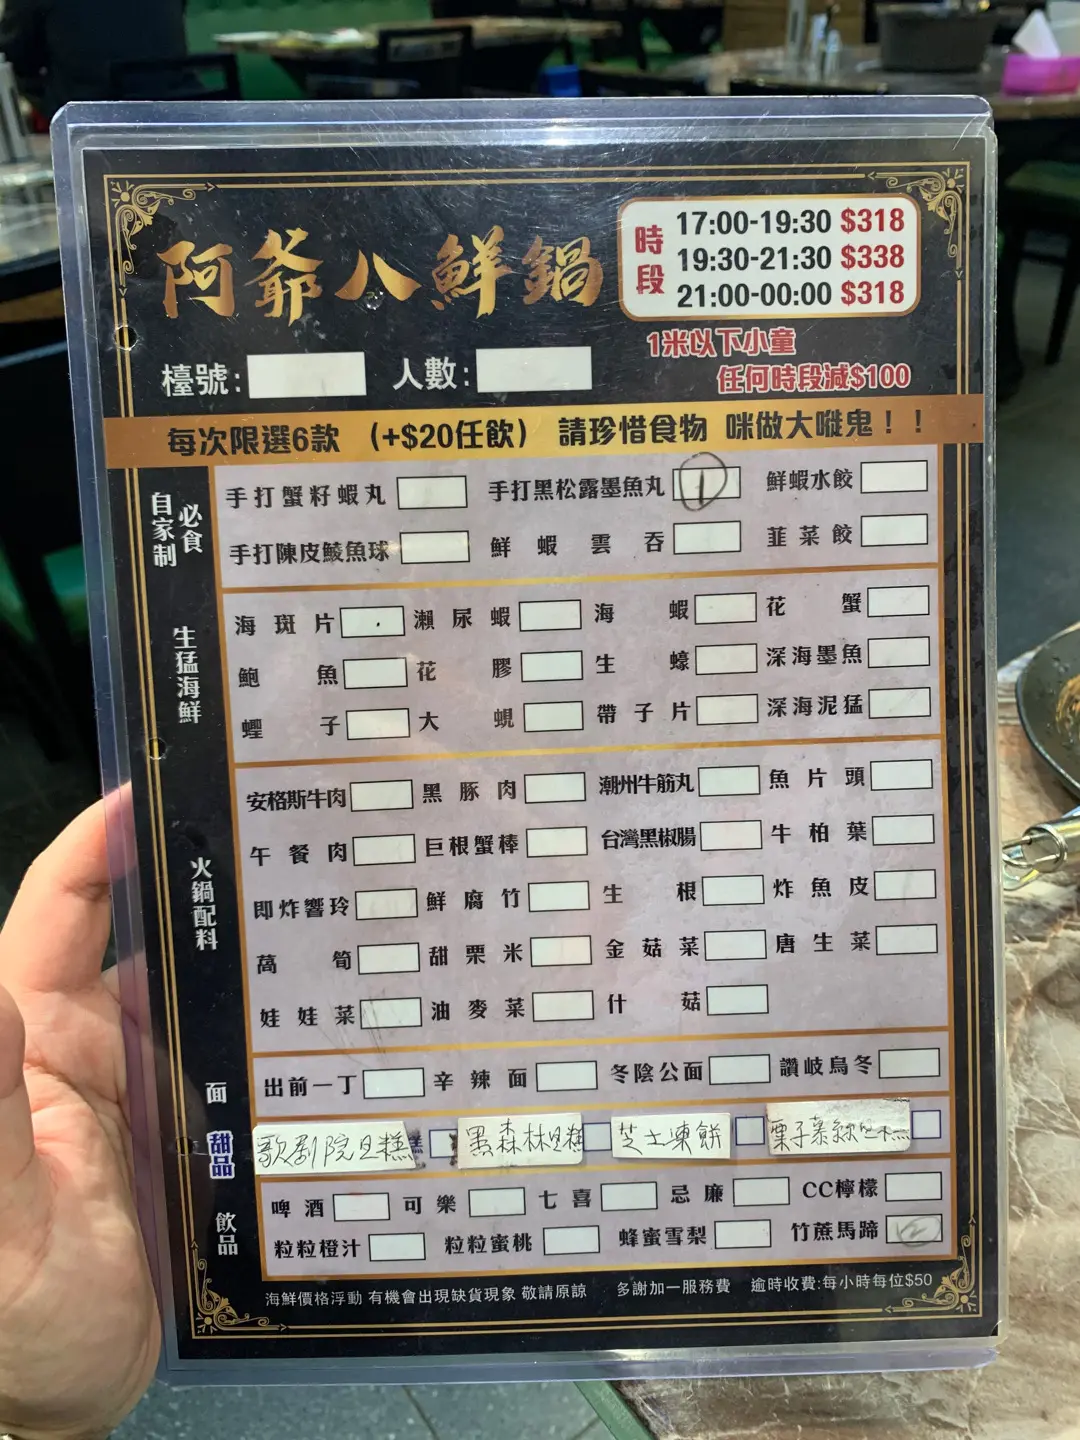 阿爺八鮮鍋
時段
17:00-19:30 $318
19:30-21:30 $338
21:00-00:00 $318
1米以下小童
任何時段減$100
檯號: 人數:
每次限選6款 (+$20任飲) 請珍惜食物 咪做大嘥鬼！！
自家制 必食
手打蟹籽蝦丸 手打黑松露墨魚丸 1 鮮蝦水餃
手打陳皮鯪魚球 鮮蝦雲吞 韮菜餃
生猛海鮮
海斑片 瀨尿蝦 海蝦 花蟹
鮑魚 花膠 生蠔 深海墨魚
蟶子 大蜆 帶子片 深海泥猛
火鍋配料
安格斯牛肉 黑豚肉 潮州牛筋丸 魚片頭
午餐肉 巨根蟹棒 台灣黑椒腸 牛柏葉
即炸響玲 鮮腐竹 生根 炸魚皮
萵筍 甜栗米 金菇菜 唐生菜
娃娃菜 油麥菜 什菇
面
出前一丁 辛辣面 冬陰公面 讚岐烏冬
甜品
歌劇院旦糕 黑森林旦糕 芝士凍餅 栗子慕絲旦糕
飲品
啤酒 可樂 七喜 忌廉 CC檸檬
粒粒橙汁 粒粒蜜桃 蜂蜜雪梨 竹蔗馬蹄 2
海鮮價格浮動 有機會出現缺貨現象 敬請原諒 多謝加一服務費 逾時收費:每小時每位$50